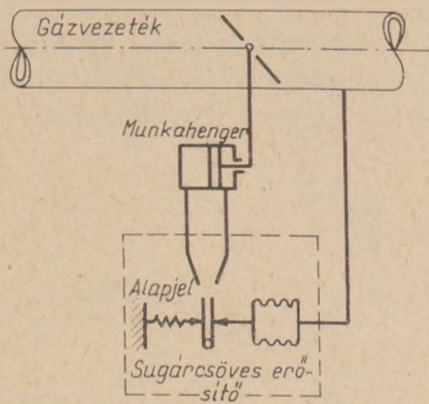 Gázvezeték
Munkahenger
Alapjel
Sugárcsöves erő-
sítő